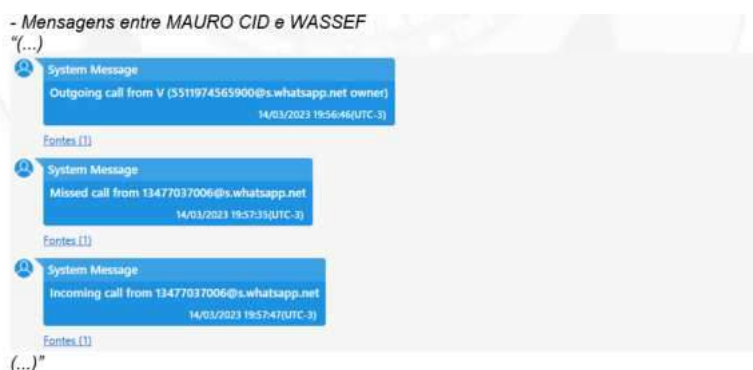 - Mensagens entre MAURO CID e WASSEF
"(...)
System Message
Outgoing call from V (5511974565900@s.whatsapp.net owner)
14/03/2023 19:56:46(UTC-3)
Fontes (1)
System Message
Missed call from 13477037006@s.whatsapp.net
14/03/2023 19:57:35(UTC-3)
Fontes (1)
System Message
Incoming call from 13477037006@s.whatsapp.net
14/03/2023 19:57:47(UTC-3)
Fontes (1)
(...)"